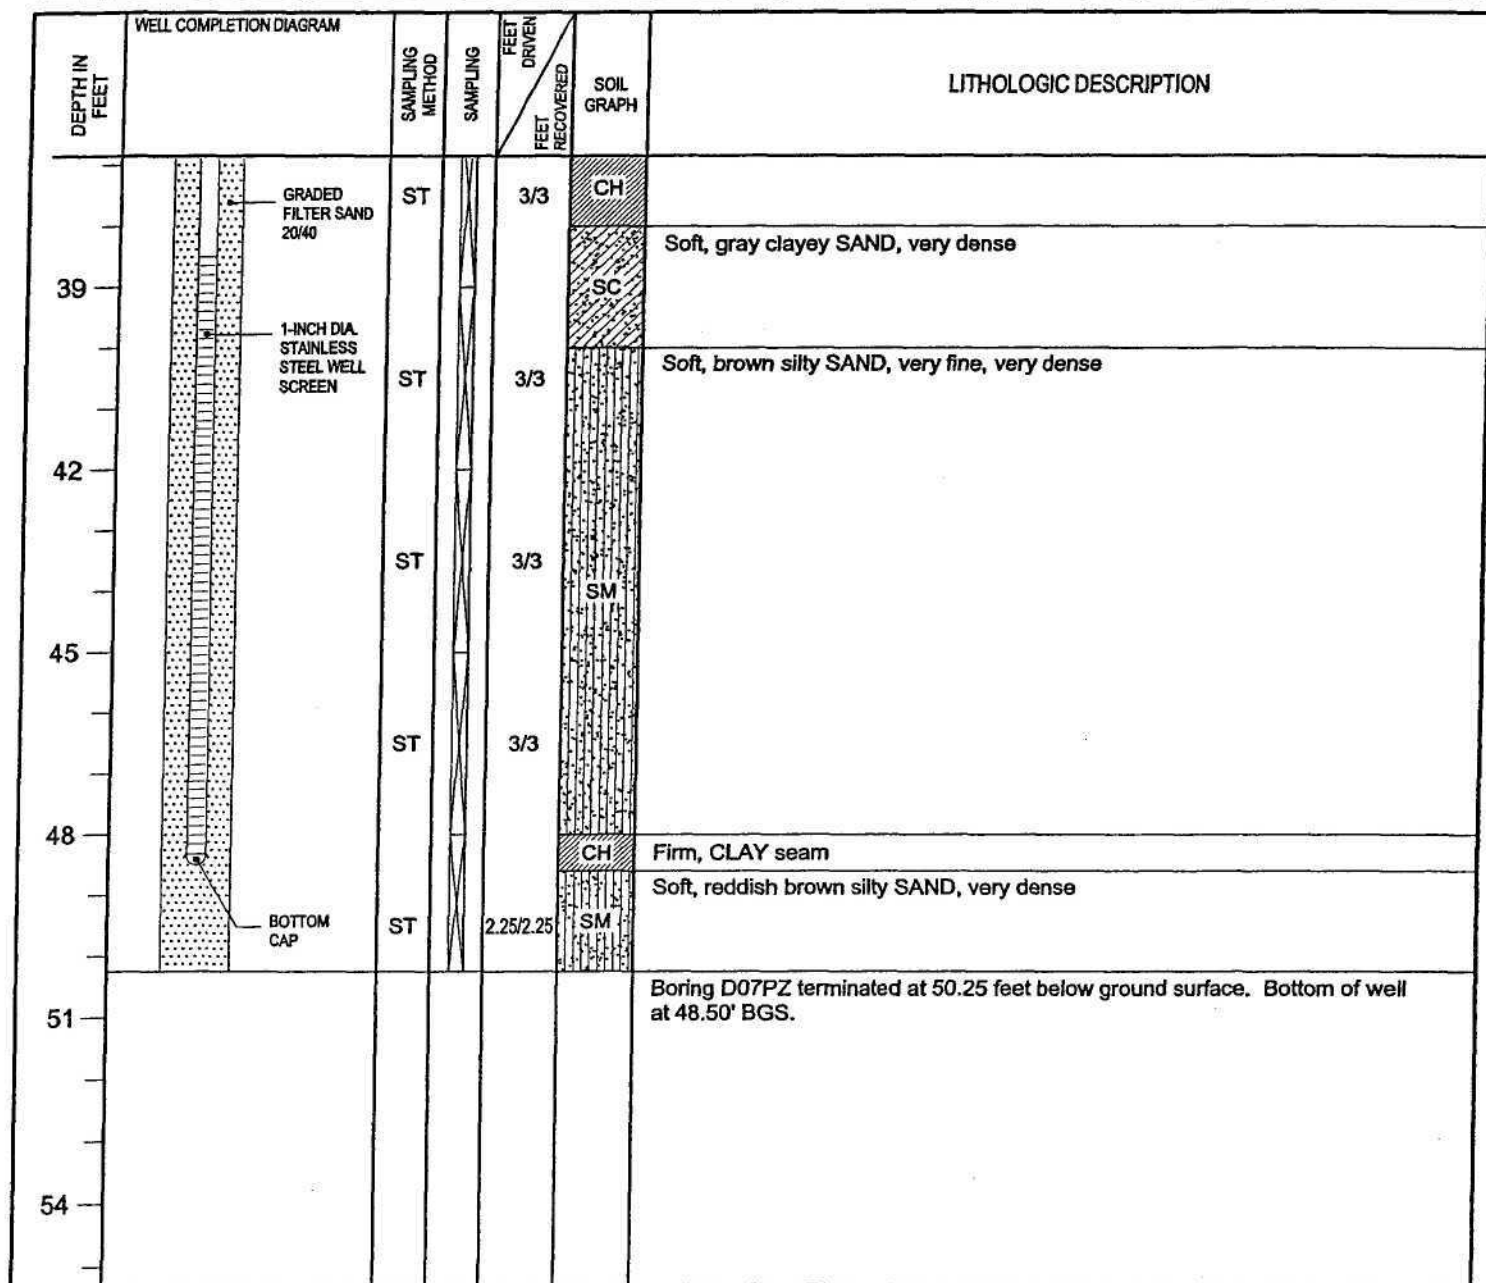 WELL COMPLETION DIAGRAM
DEPTH IN
FEET
SAMPLING
METHOD
SAMPLING
FEET
DRIVEN
FEET
RECOVERED
SOIL
GRAPH
LITHOLOGIC DESCRIPTION
GRADED
FILTER SAND
20/40
ST
3/3
CH
Soft, gray clayey SAND, very dense
39
SC
1-INCH DIA.
STAINLESS
STEEL WELL
SCREEN
Soft, brown silty SAND, very fine, very dense
ST
3/3
42
ST
3/3
SM
45
ST
3/3
48
CH
Firm, CLAY seam
Soft, reddish brown silty SAND, very dense
BOTTOM
CAP
ST
2.25/2.25
SM
Boring D07PZ terminated at 50.25 feet below ground surface. Bottom of well
at 48.50' BGS.
51
54